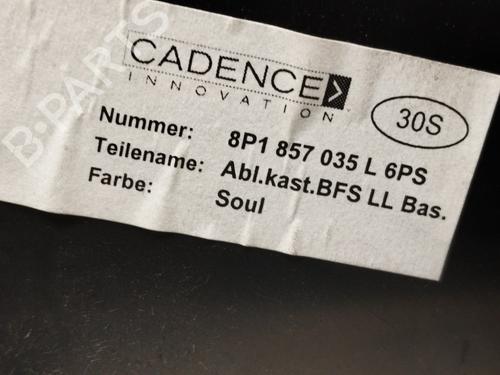 CADENCE
INNOVATION
30S
Nummer: 8P1 857 035 L 6PS
Teilename: Abl.kast.BFS LL Bas.
Farbe: Soul
B-PARTS